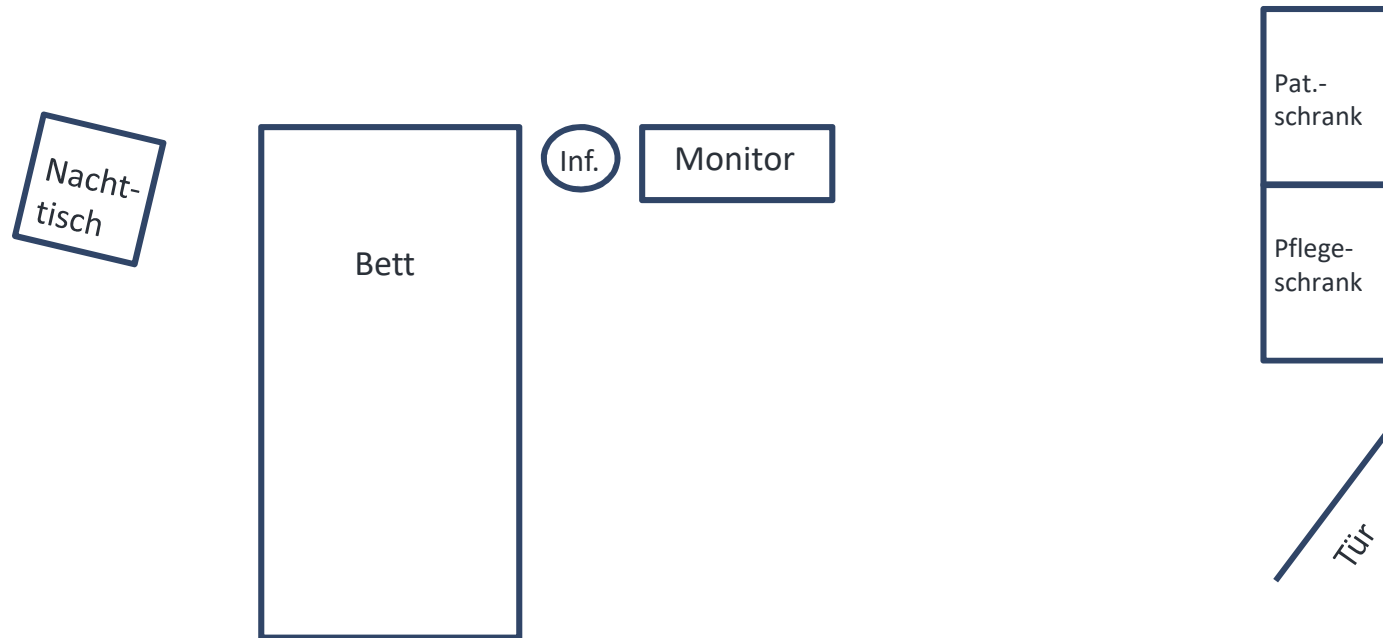 Nacht-
tisch
Bett
Inf.
Monitor
Pat.-
schrank
Pflege-
schrank
Tür